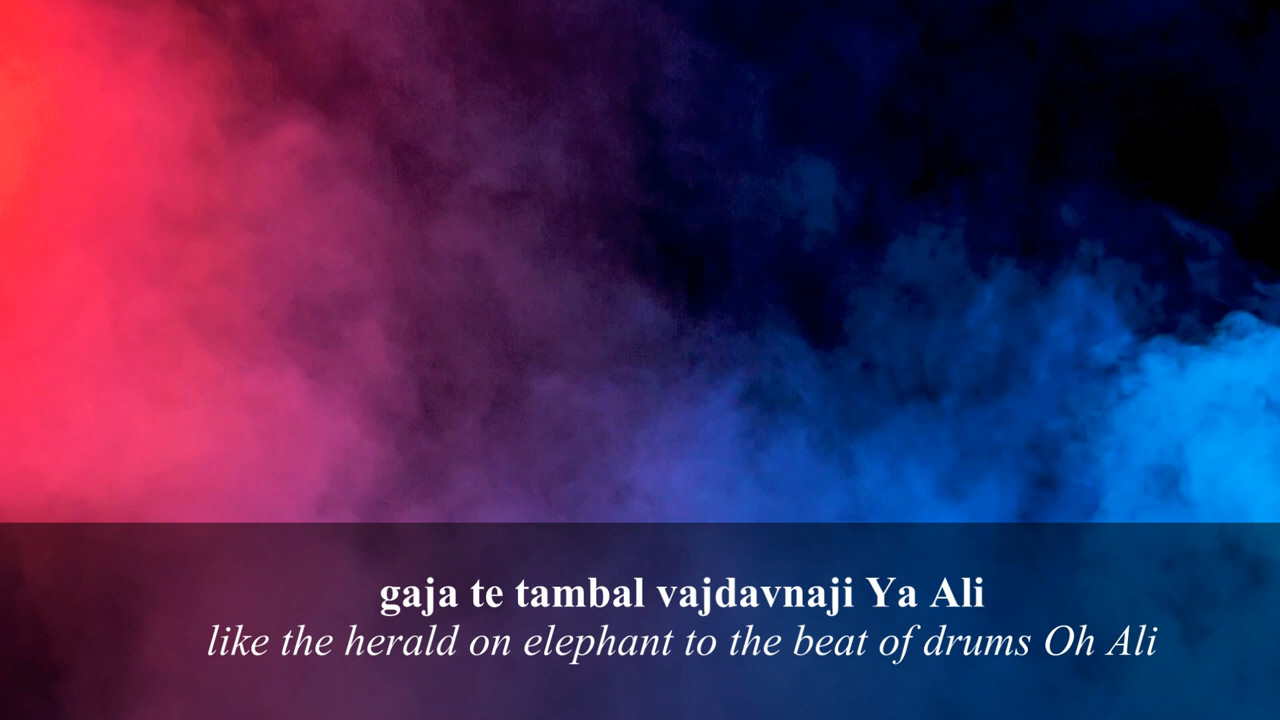 gaja te tambal vajdavnaji Ya Ali
like the herald on elephant to the beat of drums Oh Ali